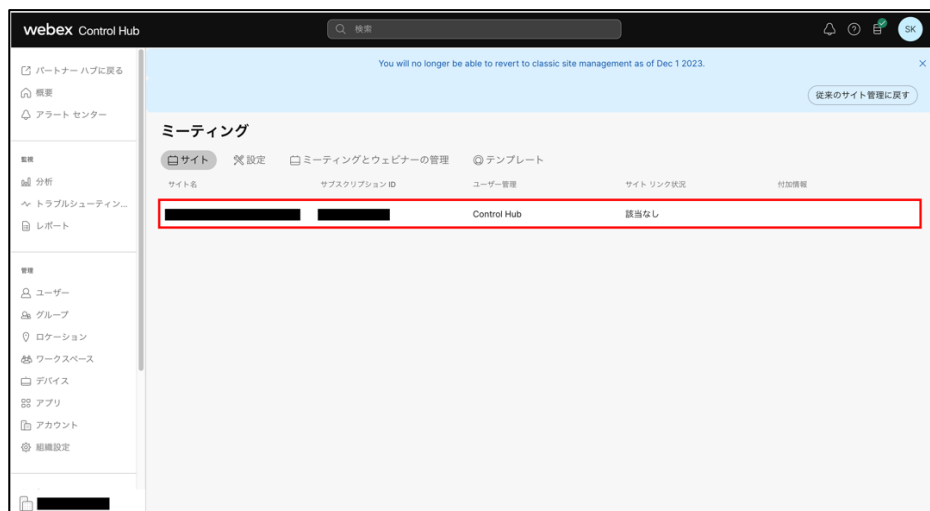 webex Control Hub
検索
SK
パートナー ハブに戻る
概要
アラート センター
監視
分析
トラブルシューティン...
レポート
管理
ユーザー
グループ
ロケーション
ワークスペース
デバイス
アプリ
アカウント
組織設定
You will no longer be able to revert to classic site management as of Dec 1 2023.
従来のサイト管理に戻す
ミーティング
サイト 設定 ミーティングとウェビナーの管理 テンプレート
サイト名 サブスクリプション ID ユーザー管理 サイト リンク状況 付加情報
Control Hub 該当なし